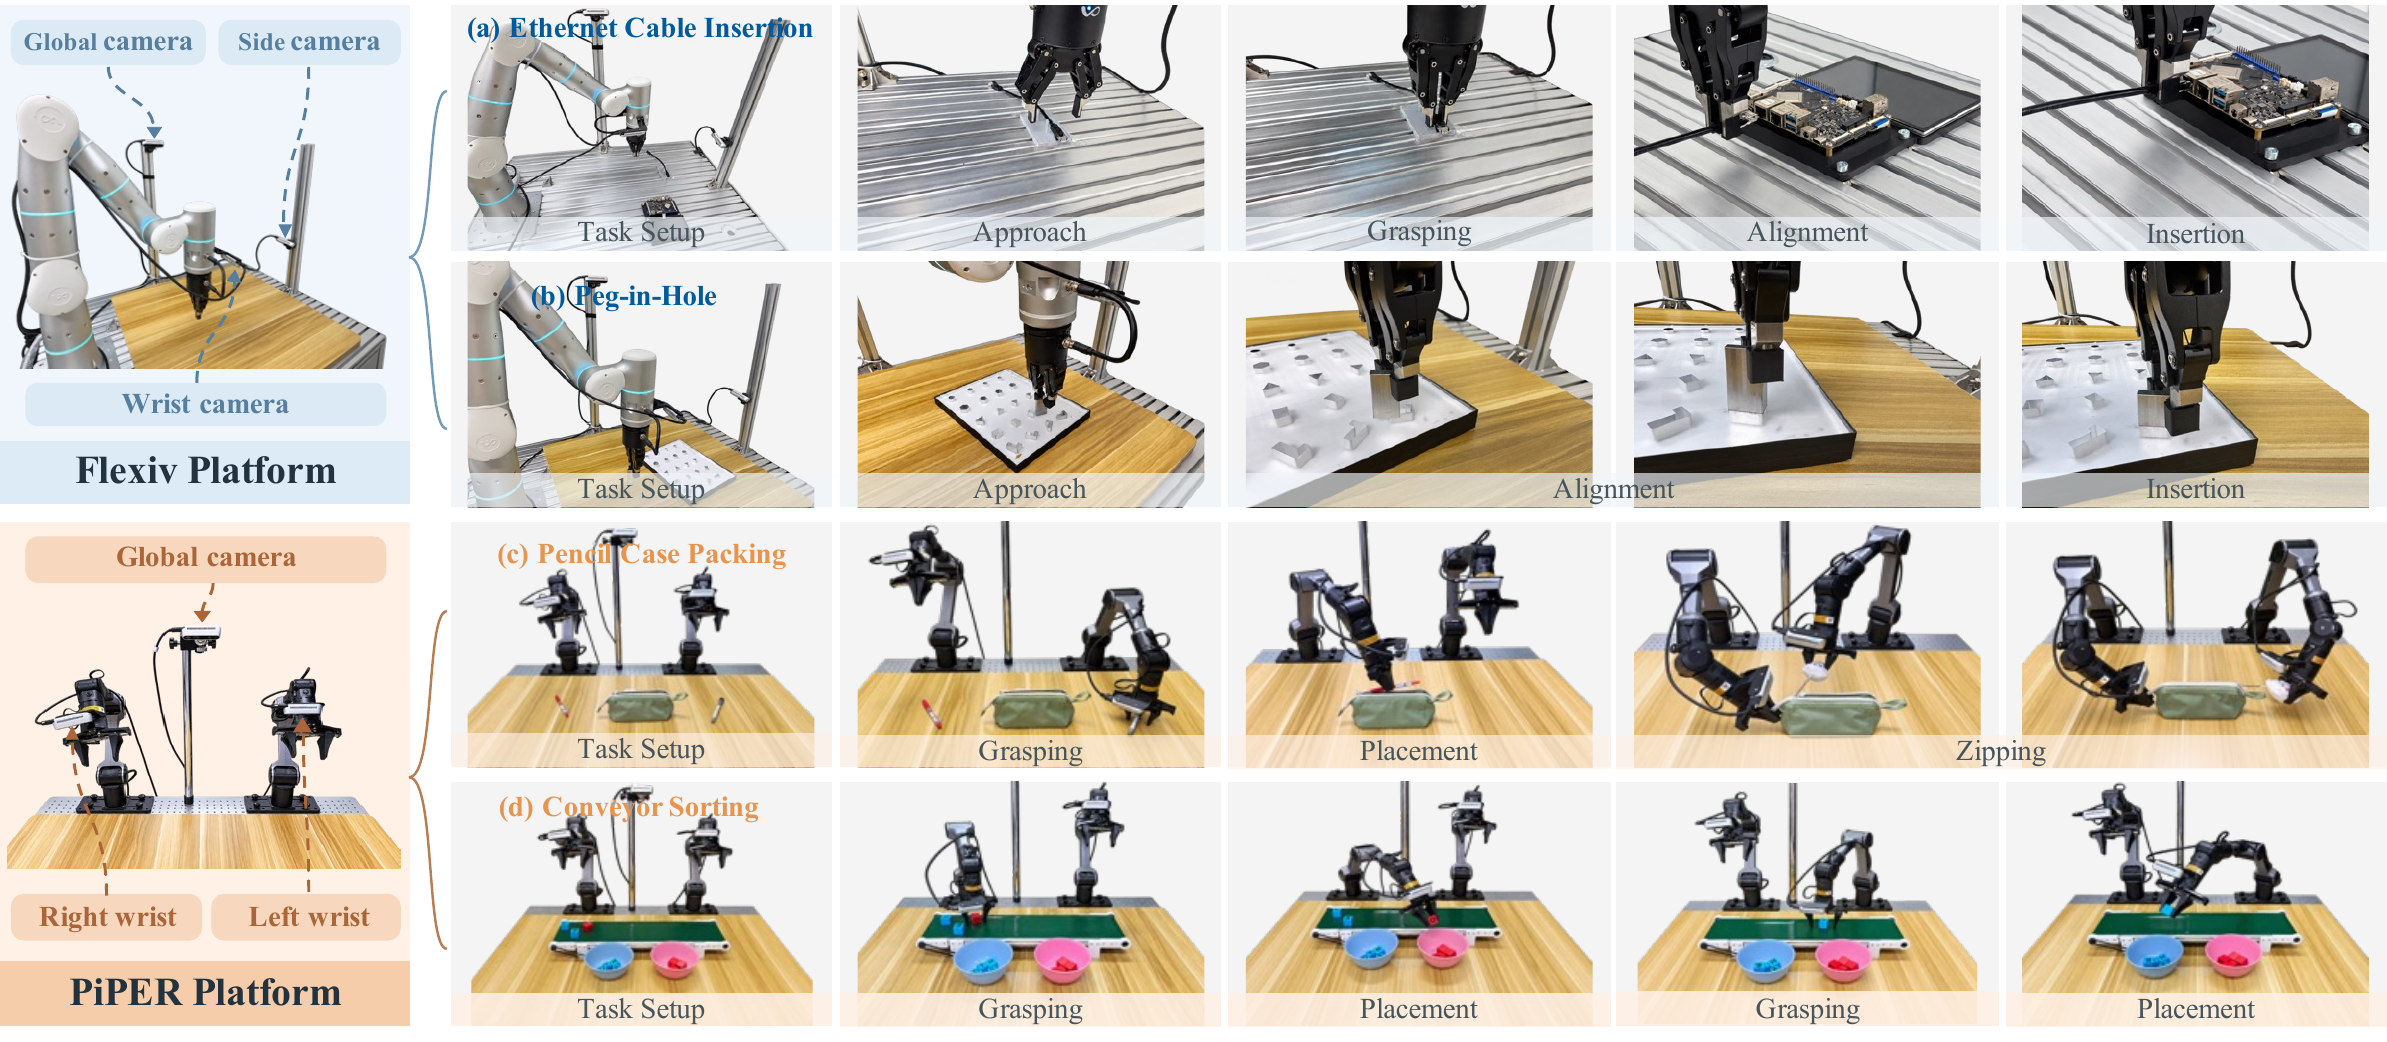 Global camera
Side camera
Wrist camera
Flexiv Platform
(a) Ethernet Cable Insertion
Task Setup
Approach
Grasping
Alignment
Insertion
(b) Peg-in-Hole
Task Setup
Approach
Alignment
Insertion
Global camera
Right wrist
Left wrist
PiPER Platform
(c) Pencil Case Packing
Task Setup
Grasping
Placement
Zipping
(d) Conveyor Sorting
Task Setup
Grasping
Placement
Grasping
Placement